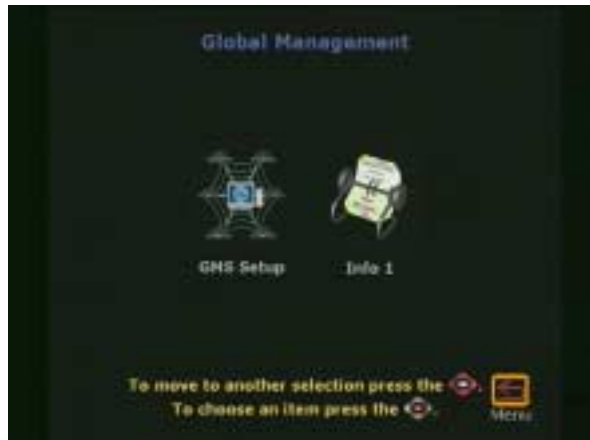 Global Management
GMS Setup
Info 1
To move to another selection press the
To choose an item press the
Menu